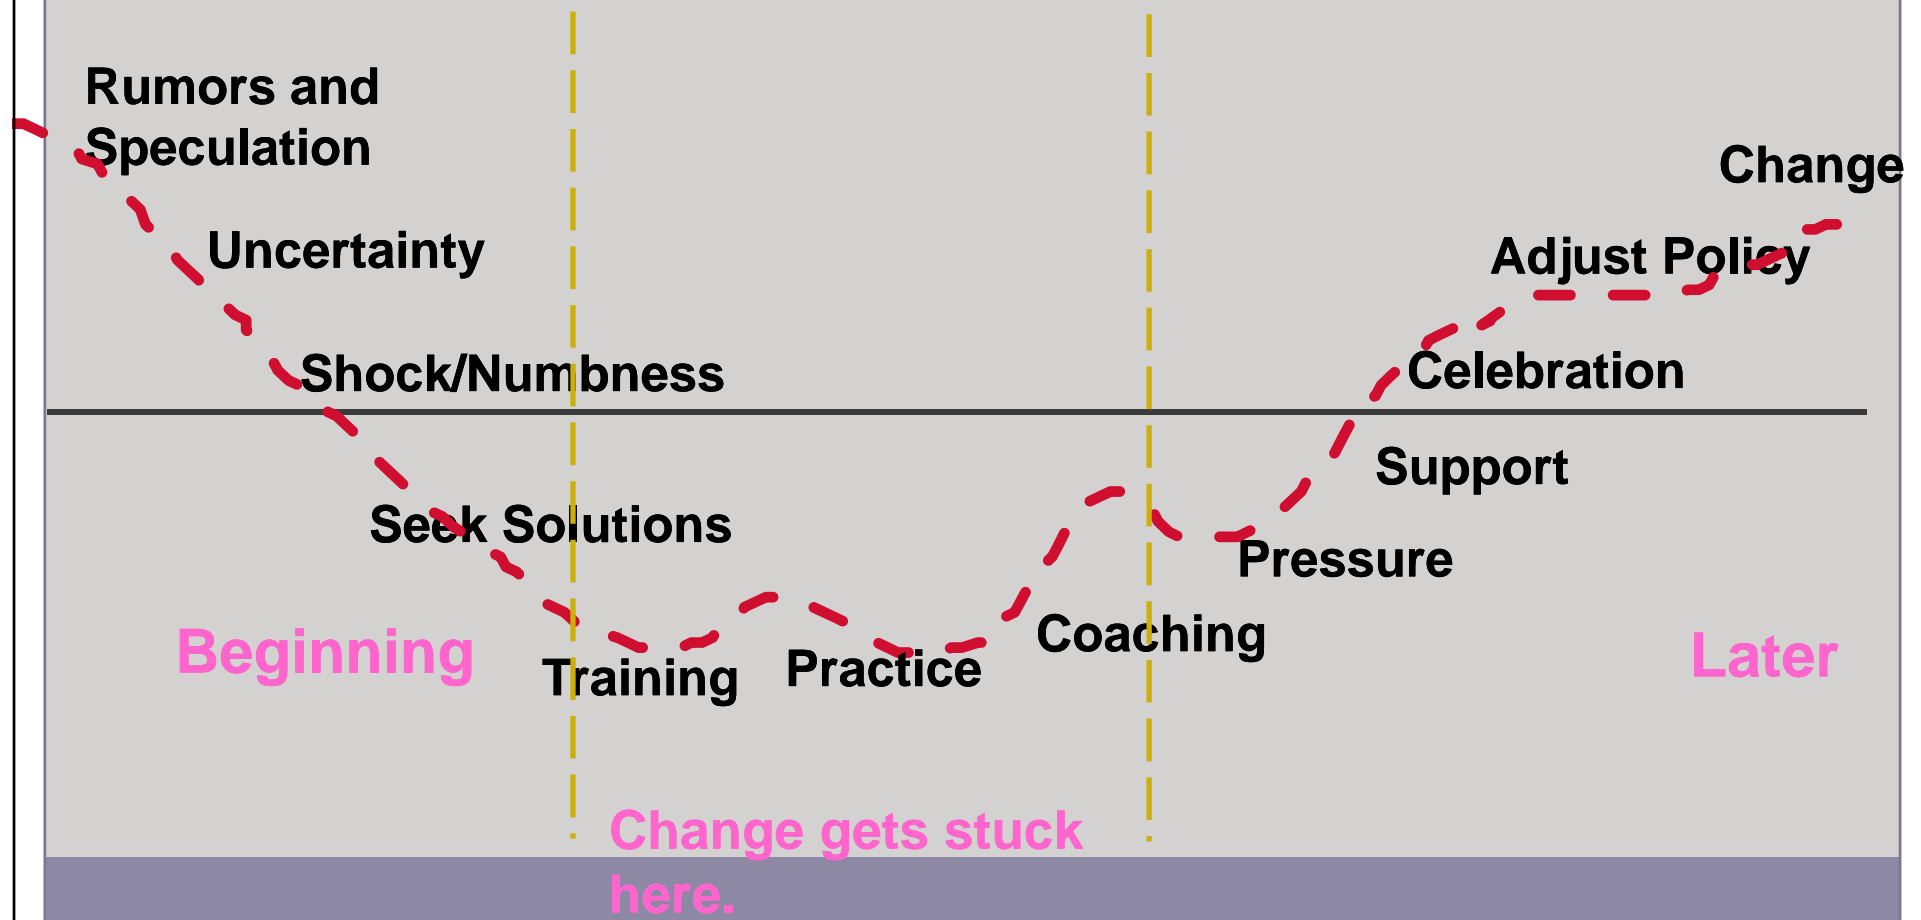 Rumors and
Speculation
Uncertainty
Shock/Numbness
Seek Solutions
Beginning
Training
Practice
Coaching
Change gets stuck
here.
Pressure
Support
Celebration
Adjust Policy
Change
Later